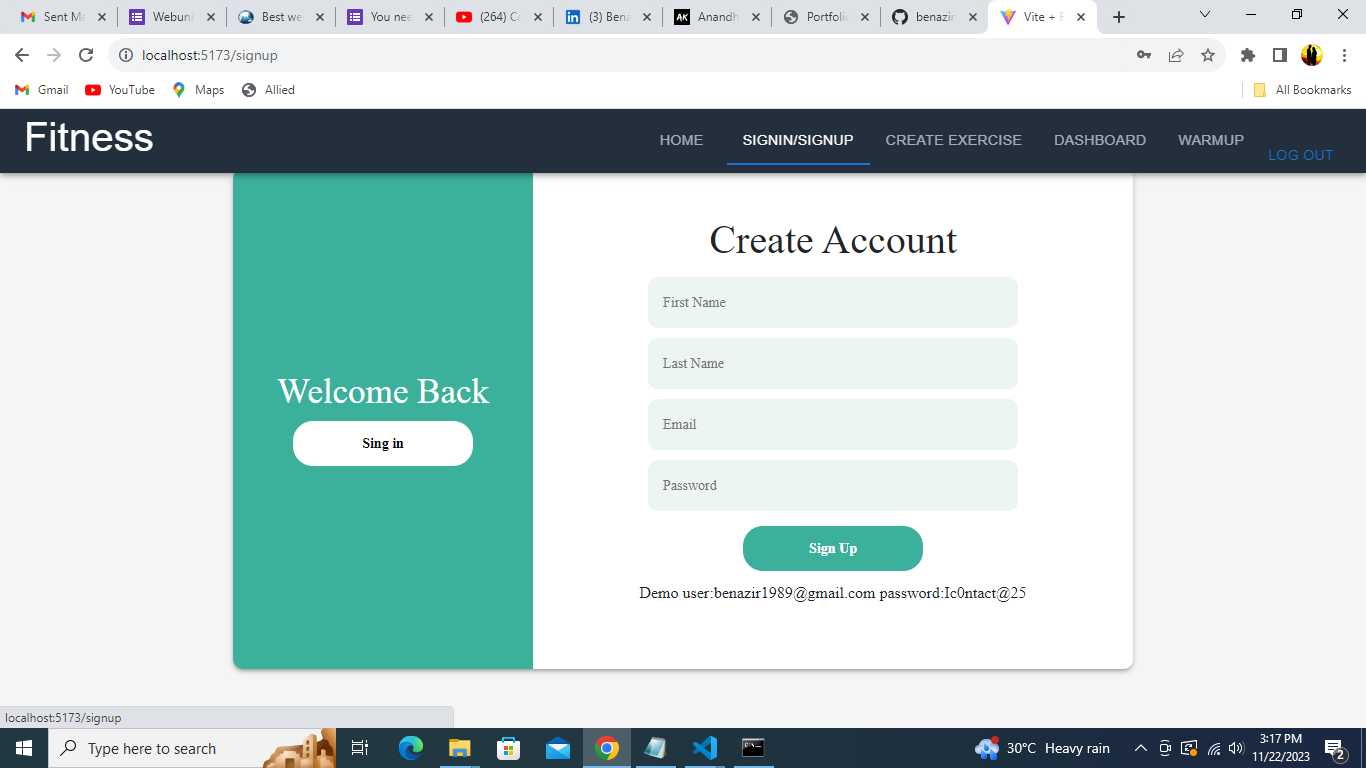 Sent Ma
Webuni
Best we
You nee
(264) Co
(3) Bena
Anandh
Portfolio
benazir
Vite + R
localhost:5173/signup
Gmail
YouTube
Maps
Allied
All Bookmarks
Fitness
HOME
SIGNIN/SIGNUP
CREATE EXERCISE
DASHBOARD
WARMUP
LOG OUT
Create Account
First Name
Last Name
Email
Password
Welcome Back
Sing in
Sign Up
Demo user:benazir1989@gmail.com password:Ic0ntact@25
localhost:5173/signup
Type here to search
30°C Heavy rain
3:17 PM
11/22/2023
2